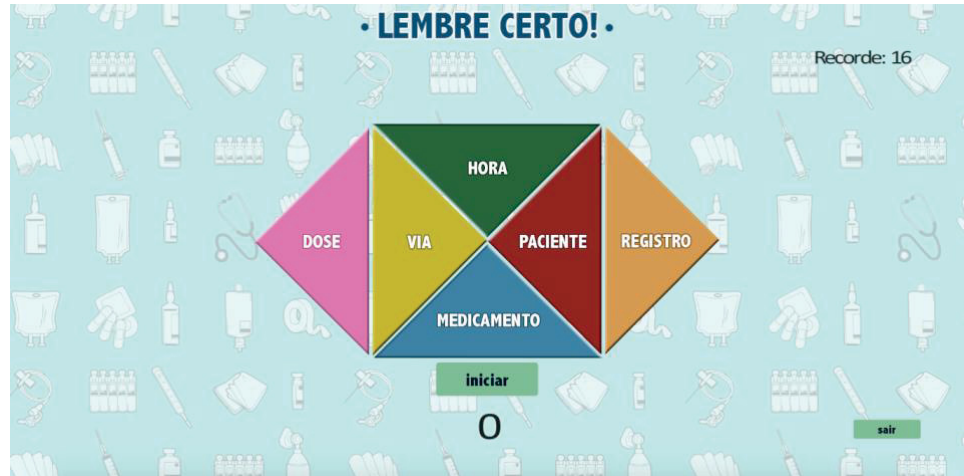 • LEMBRE CERTO! •
Recorde: 16
HORA
DOSE
VIA
PACIENTE
REGISTRO
MEDICAMENTO
iniciar
0
sair